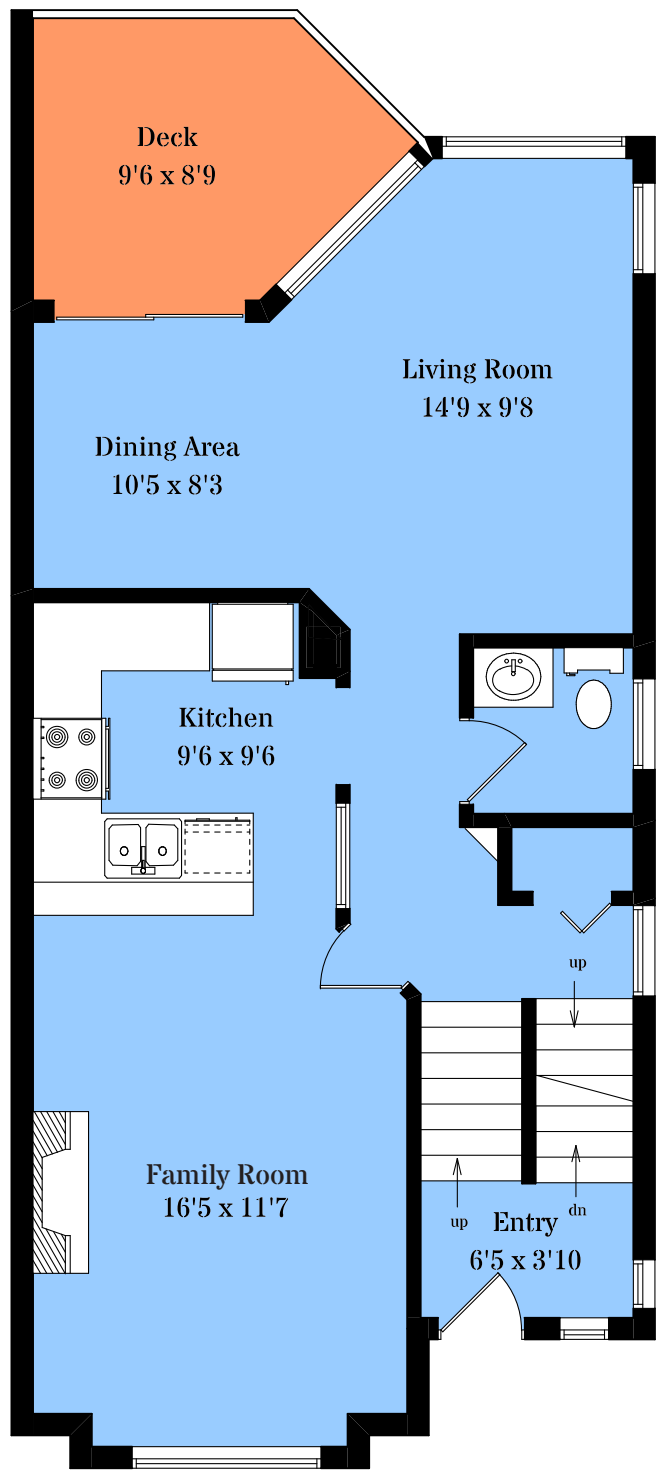 Deck
9'6 x 8'9
Living Room
14'9 x 9'8
Dining Area
10'5 x 8'3
Kitchen
9'6 x 9'6
up
Family Room
16'5 x 11'7
up
dn
Entry
6'5 x 3'10